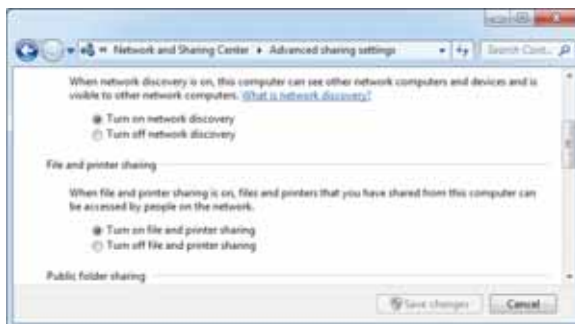 Network and Sharing Center ▸ Advanced sharing settings
Search Cont...
When network discovery is on, this computer can see other network computers and devices and is
visible to other network computers. What is network discovery?
Turn on network discovery
Turn off network discovery
File and printer sharing
When file and printer sharing is on, files and printers that you have shared from this computer can
be accessed by people on the network.
Turn on file and printer sharing
Turn off file and printer sharing
Public folder sharing
Save changes
Cancel